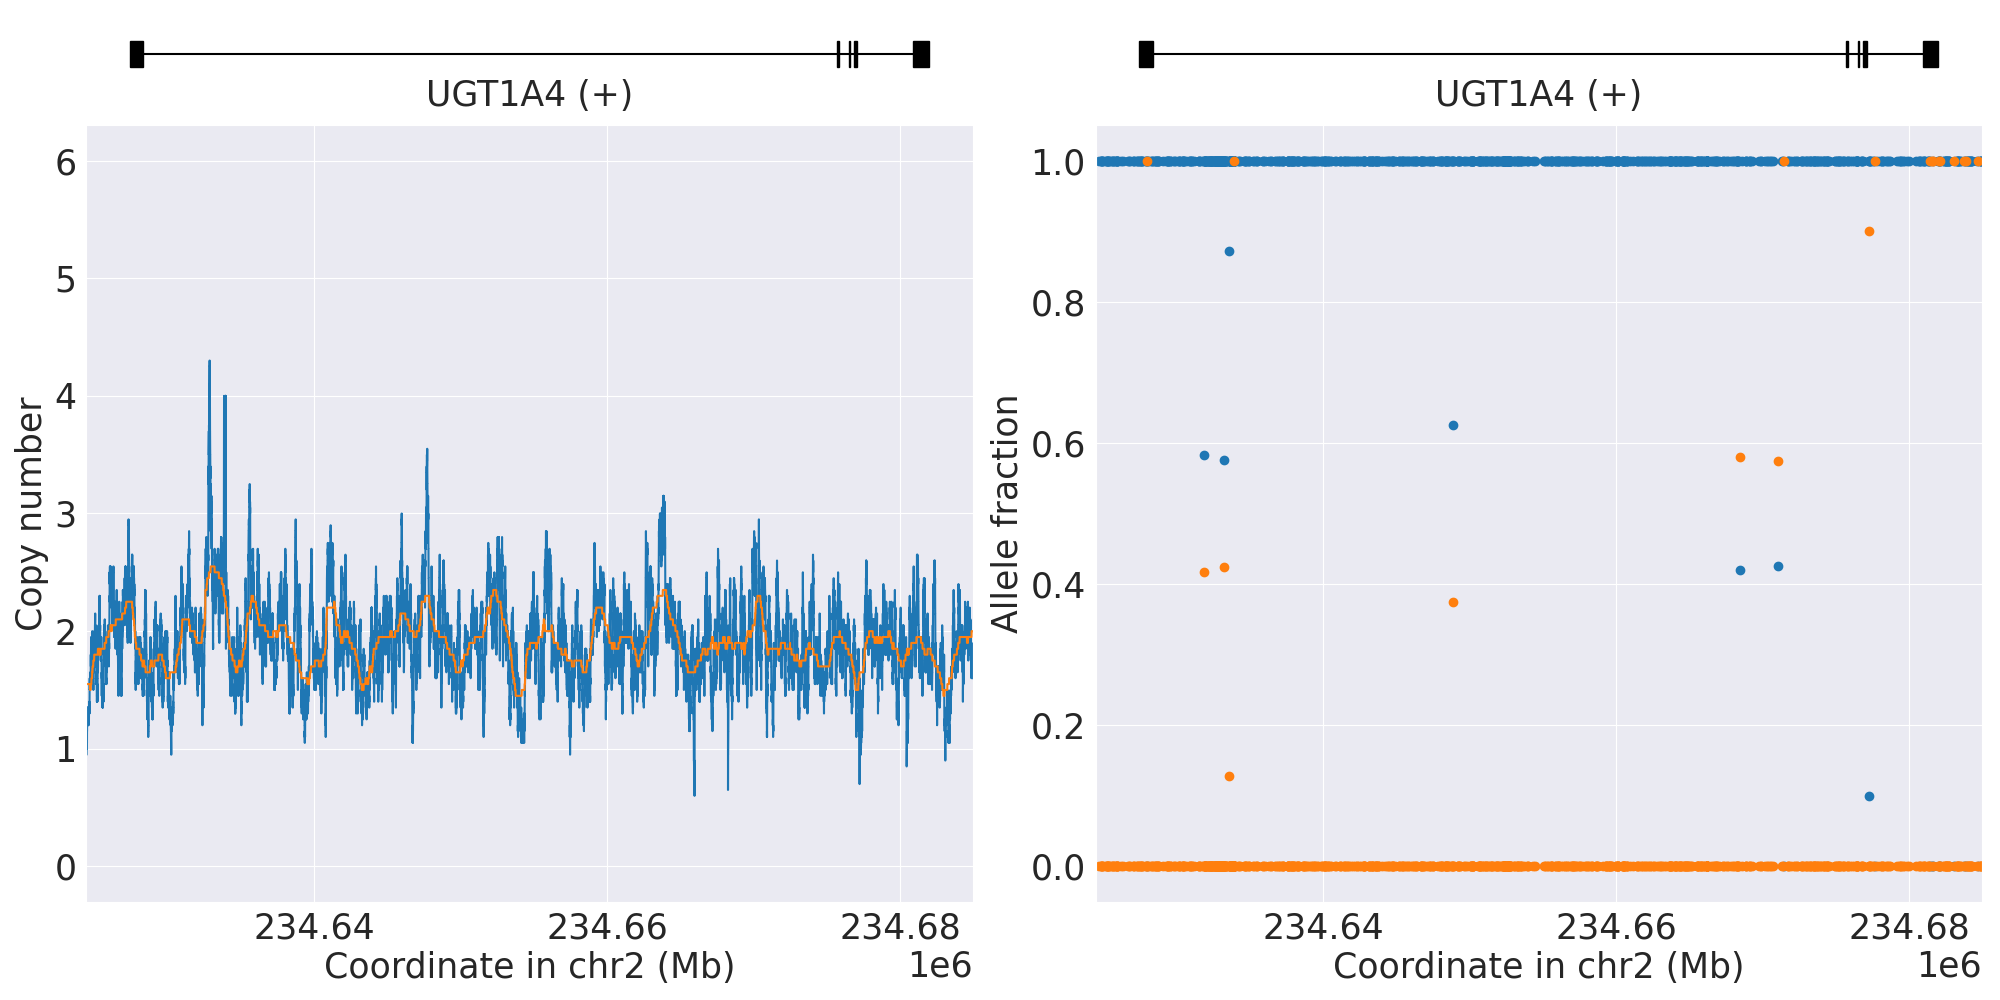 UGT1A4 (+)
6
5
4
3
2
1
0
Copy number
234.64
234.66
234.68
Coordinate in chr2 (Mb)
1e6
UGT1A4 (+)
1.0
0.8
0.6
0.4
0.2
0.0
Allele fraction
234.64
234.66
234.68
Coordinate in chr2 (Mb)
1e6